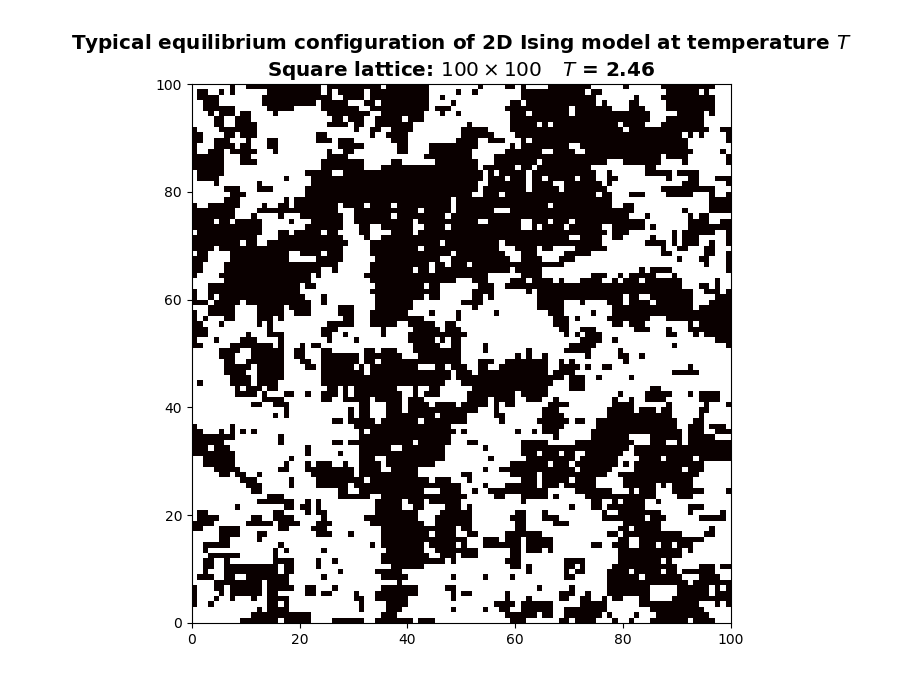 Typical equilibrium configuration of 2D Ising model at temperature T
Square lattice: 100 × 100 T = 2.46
100
80
60
40
20
0
0 20 40 60 80 100